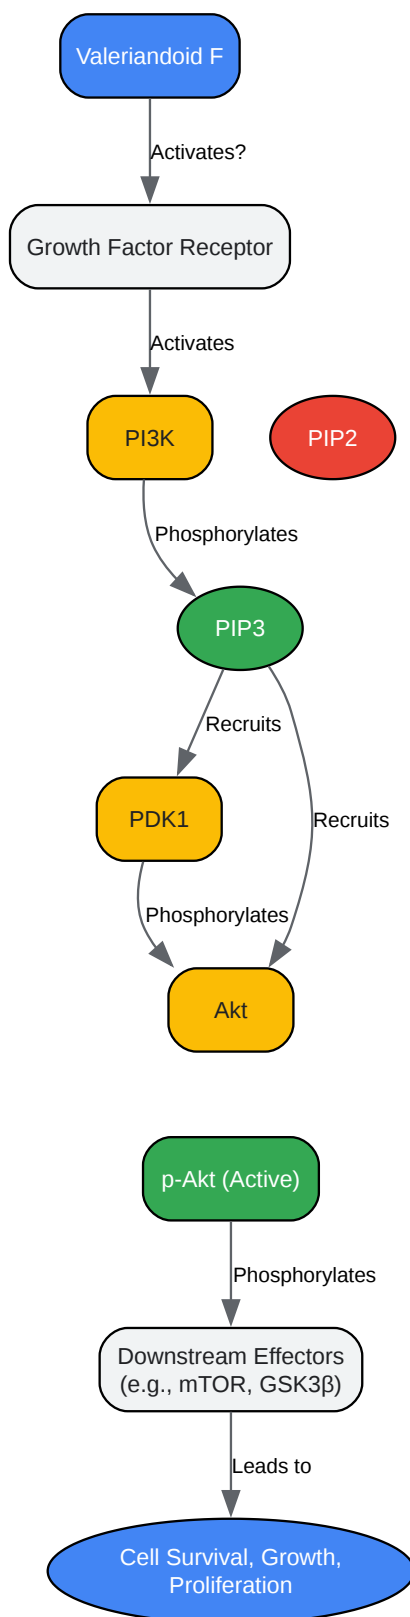 Valeriandoid F
Activates?
Growth Factor Receptor
Activates
PI3K
PIP2
Phosphorylates
PIP3
Recruits
PDK1
Recruits
Phosphorylates
Akt
p-Akt (Active)
Phosphorylates
Downstream Effectors
(e.g., mTOR, GSK3β)
Leads to
Cell Survival, Growth,
Proliferation